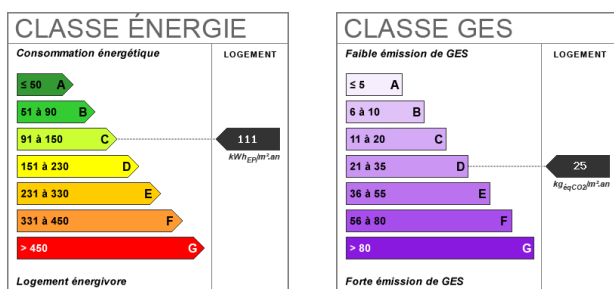 CLASSE ÉNERGIE
Consommation énergétique
LOGEMENT
≤ 50 A
51 à 90 B
91 à 150 C
111
kWhEP/m².an
151 à 230 D
231 à 330 E
331 à 450 F
> 450 G
Logement énergivore
CLASSE GES
Faible émission de GES
LOGEMENT
≤ 5 A
6 à 10 B
11 à 20 C
21 à 35 D
25
kgéqCO2/m².an
36 à 55 E
56 à 80 F
> 80 G
Forte émission de GES